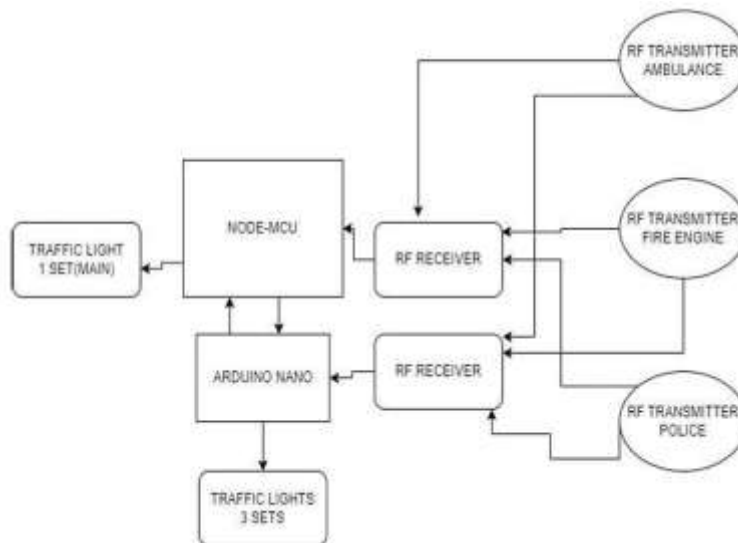 RF TRANSMITTER
AMBULANCE
NODE-MCU
RF TRANSMITTER
FIRE ENGINE
TRAFFIC LIGHT
1 SET(MAIN)
RF RECEIVER
ARDUINO NANO
RF RECEIVER
RF TRANSMITTER
POLICE
TRAFFIC LIGHTS
3 SETS